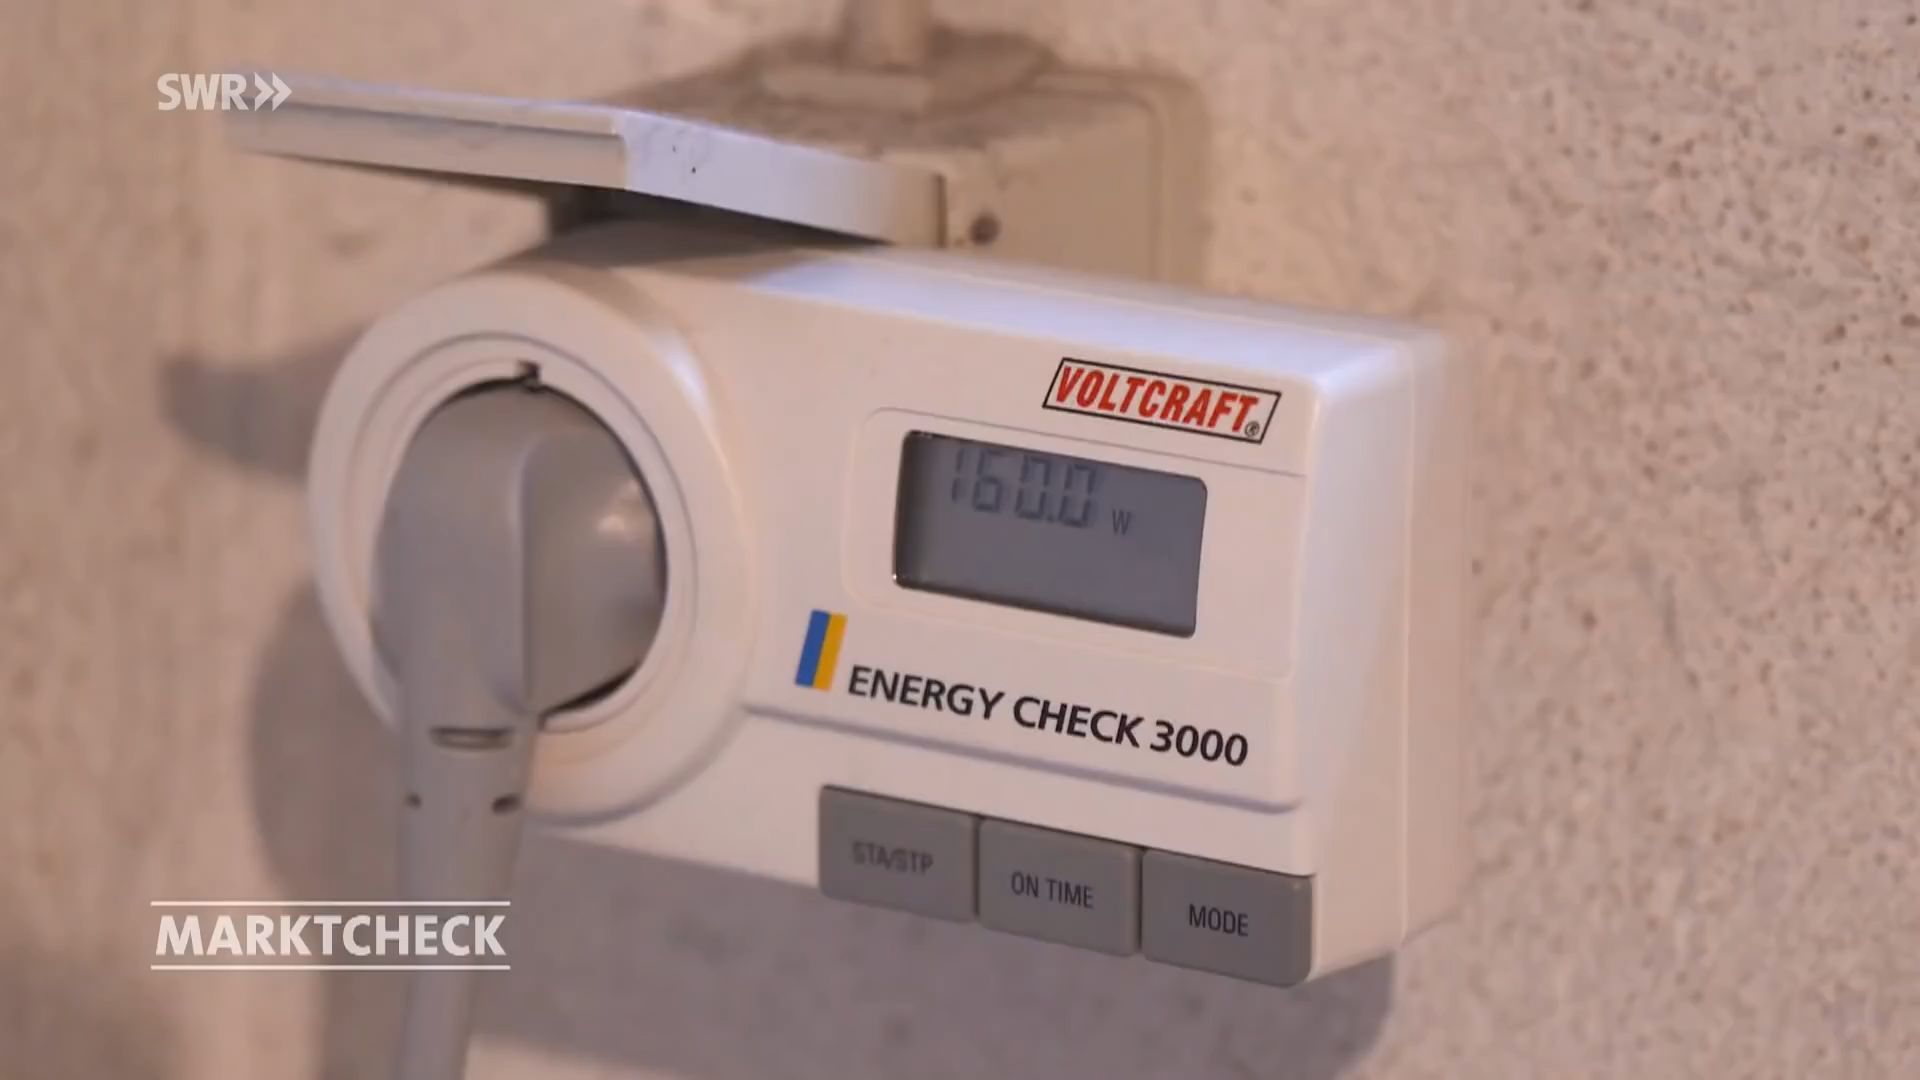 SWR
VOLTCRAFT®
160.0 W
ENERGY CHECK 3000
STA/STP
ON TIME
MODE
MARKTCHECK